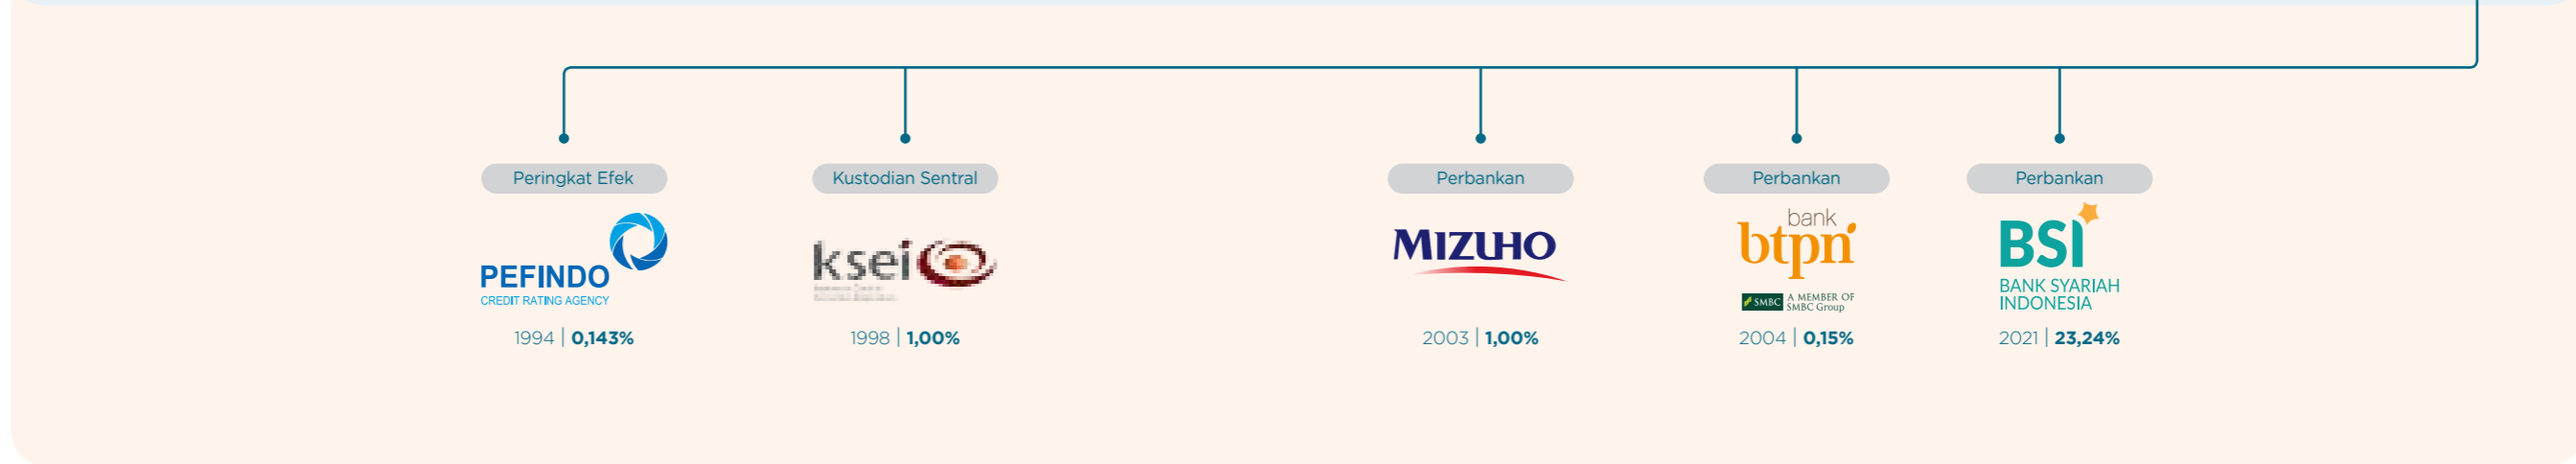 Peringkat Efek
PEFINDO
CREDIT RATING AGENCY
1994 | 0,143%
Kustodian Sentral
ksei
1998 | 1,00%
Perbankan
MIZUHO
2003 | 1,00%
Perbankan
bank
btpn
SMBC
A MEMBER OF
SMBC Group
2004 | 0,15%
Perbankan
BSI
BANK SYARIAH
INDONESIA
2021 | 23,24%